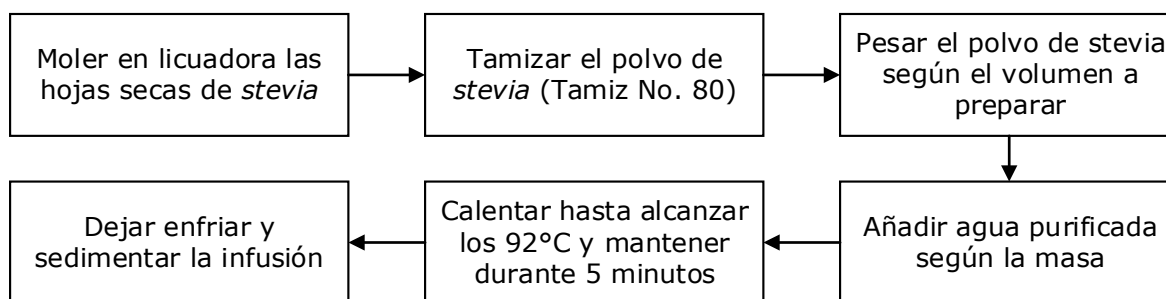 Moler en licuadora las
hojas secas de stevia
Tamizar el polvo de
stevia (Tamiz No. 80)
Pesar el polvo de stevia
según el volumen a
preparar
Añadir agua purificada
según la masa
Calentar hasta alcanzar
los 92°C y mantener
durante 5 minutos
Dejar enfriar y
sedimentar la infusión